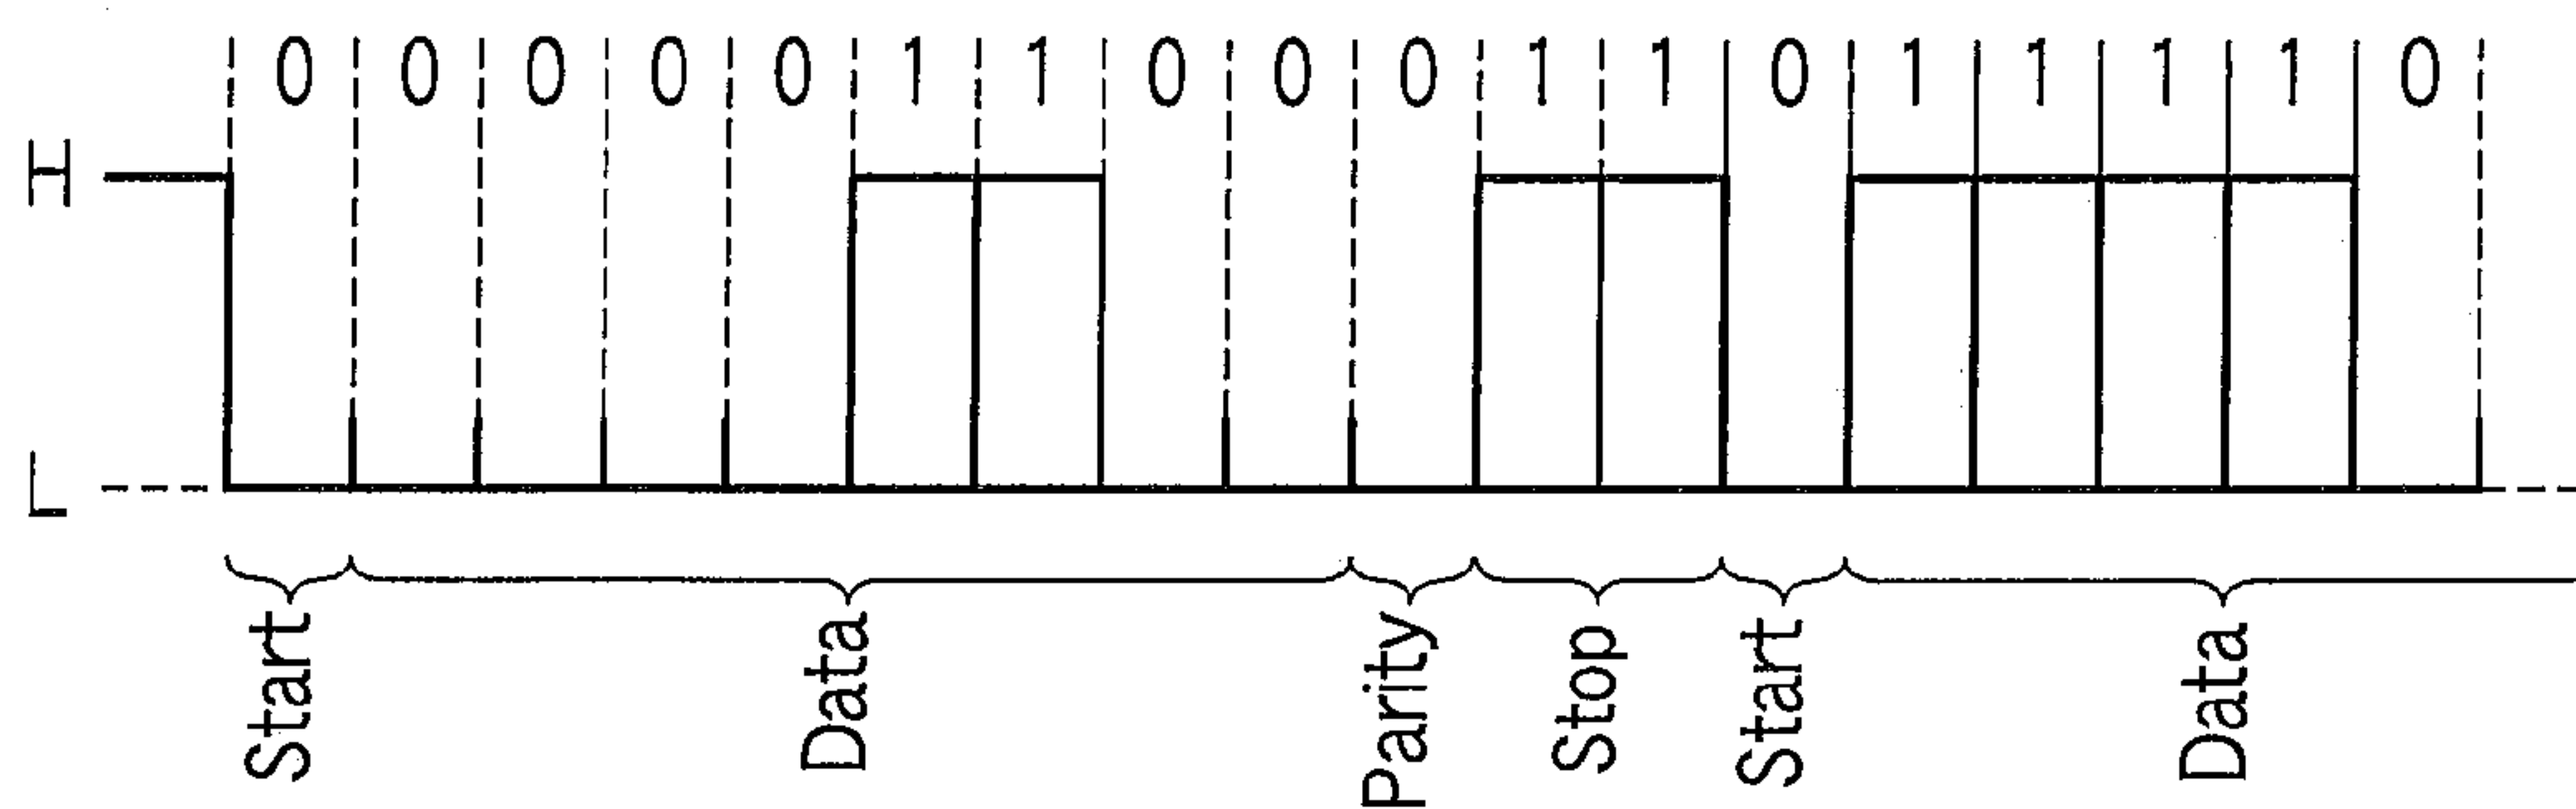 0 0 0 0 0 1 1 0 0 0 1 1 0 1 1 1 1 0
H
L
Start Data Parity Stop Start Data